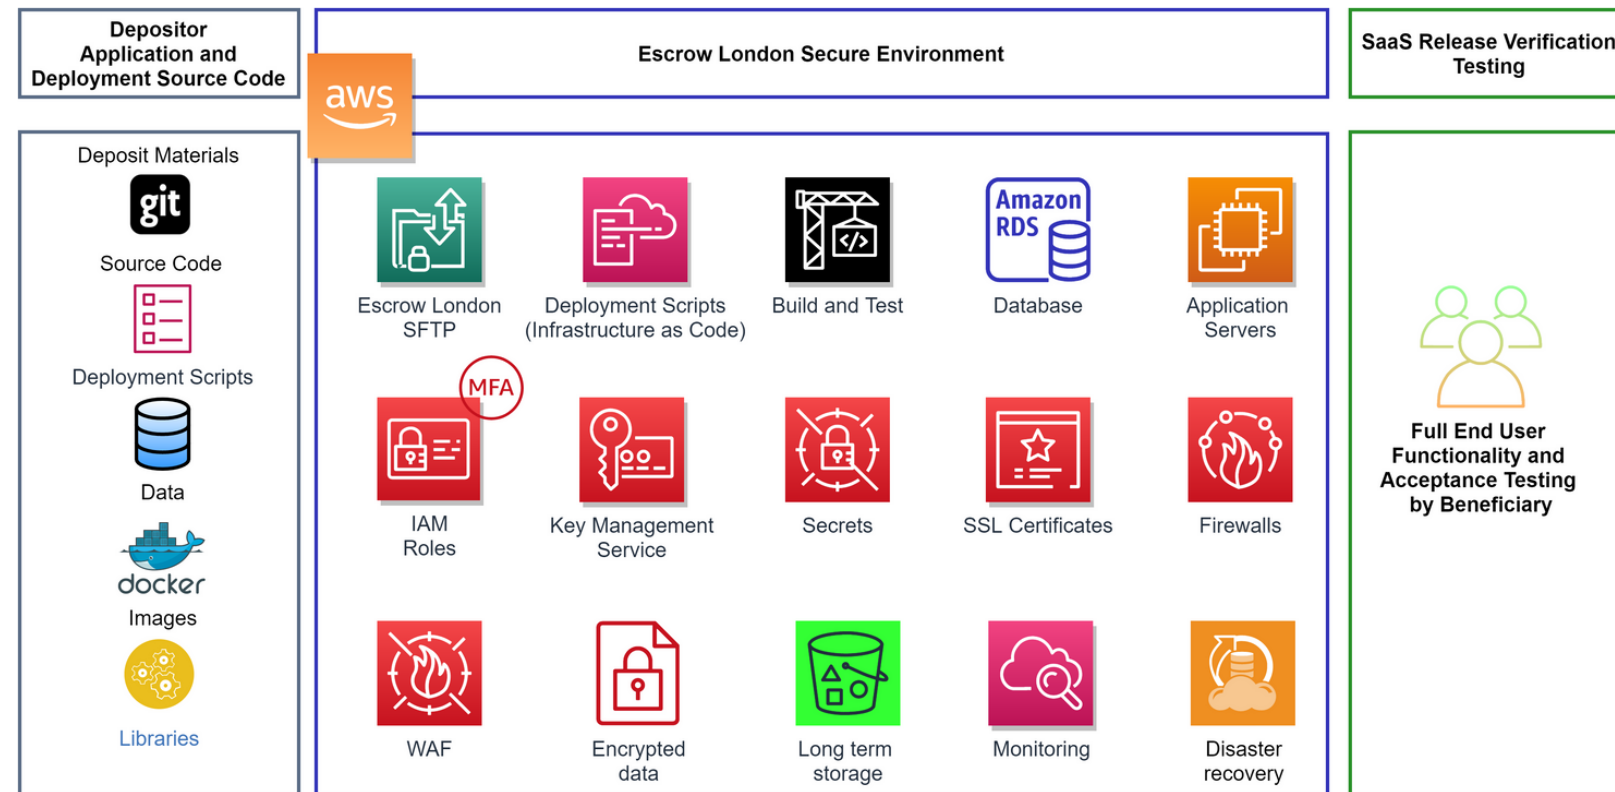 Depositor
Application and
Deployment Source Code
aws
Escrow London Secure Environment
SaaS Release Verification
Testing
Deposit Materials
git
Source Code
Deployment Scripts
Data
docker
Images
Libraries
Escrow London
SFTP
Deployment Scripts
(Infrastructure as Code)
</>
Build and Test
Amazon
RDS
Database
Application
Servers
MFA
IAM
Roles
Key Management
Service
Secrets
SSL Certificates
Firewalls
WAF
Encrypted
data
Long term
storage
Monitoring
Disaster
recovery
Full End User
Functionality and
Acceptance Testing
by Beneficiary